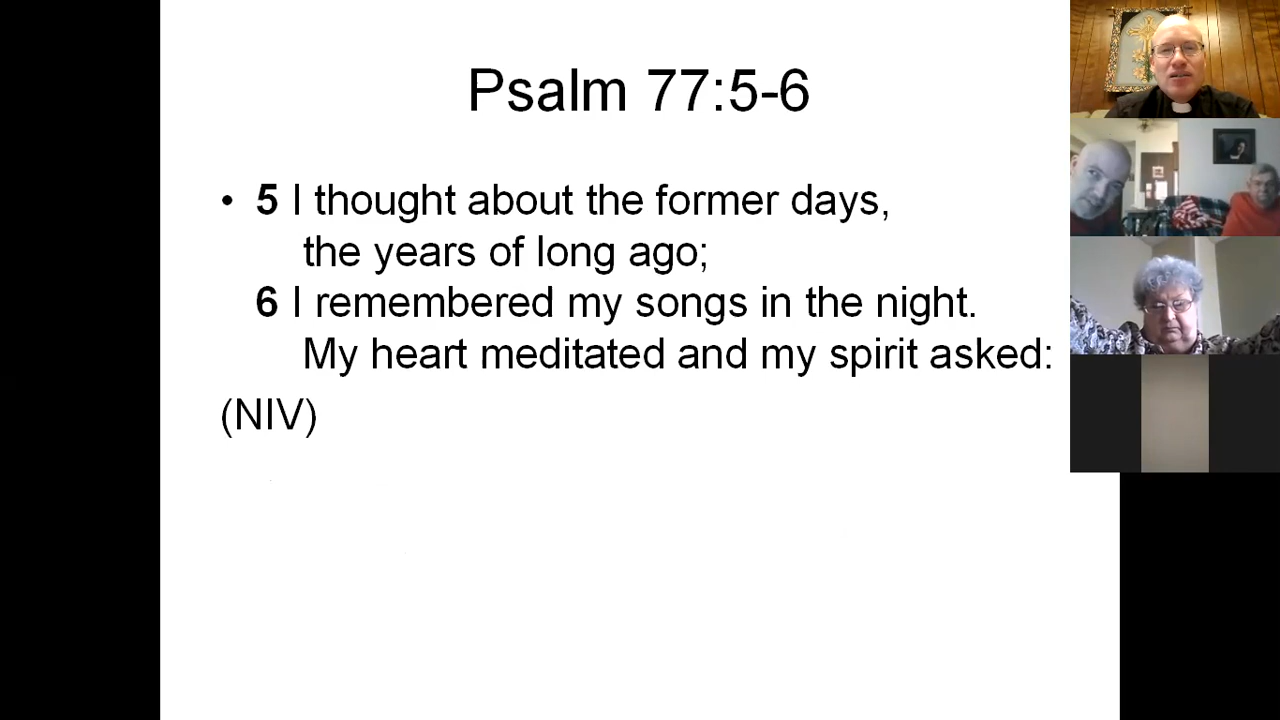 Psalm 77:5-6
• 5 I thought about the former days,
the years of long ago;
6 I remembered my songs in the night.
My heart meditated and my spirit asked:
(NIV)